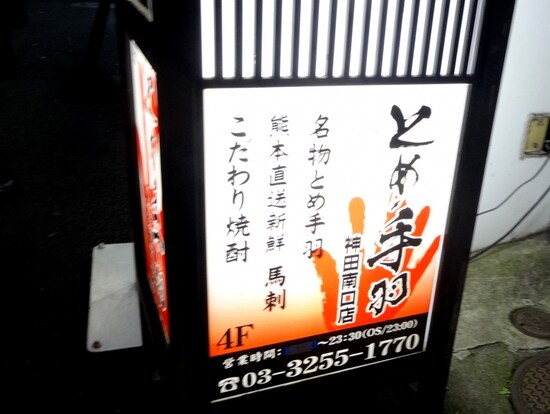 とめ手羽
神田南口店
名物とめ手羽
熊本直送新鮮 馬刺
こだわり焼酎
4F
営業時間: ～23:30(OS/23:00)
☎03-3255-1770